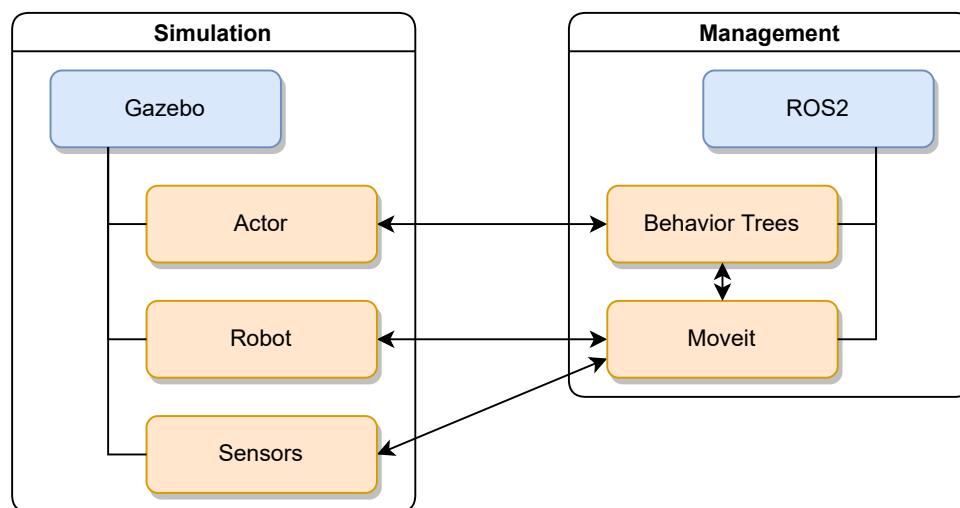 Simulation
Management
Gazebo
ROS2
Actor
Behavior Trees
Robot
Moveit
Sensors